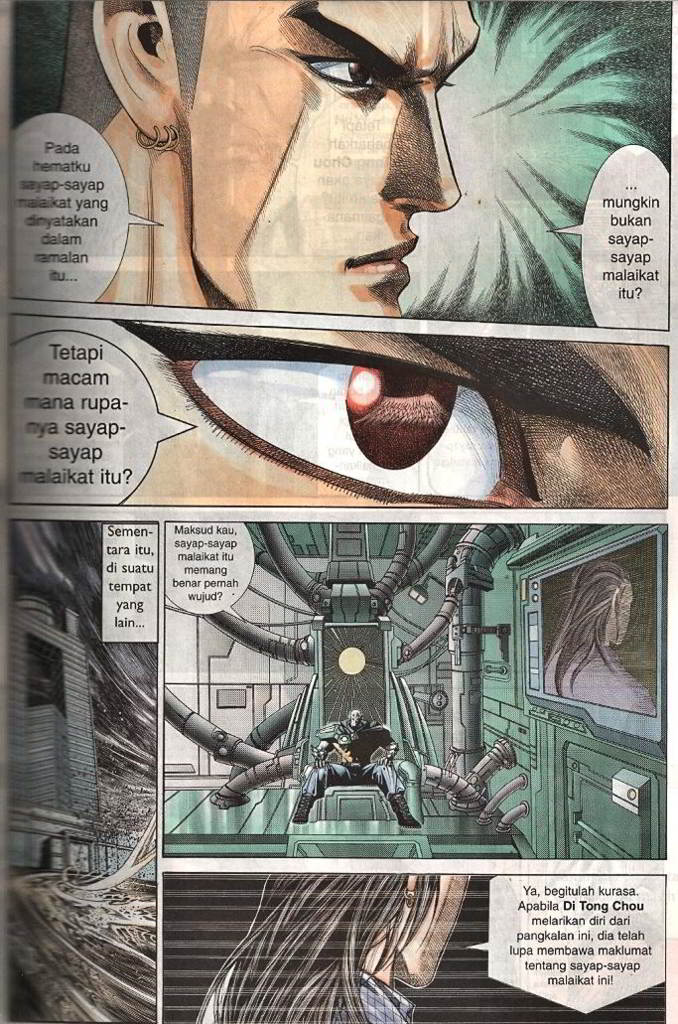 Pada
hematku
sayap-sayap
malaikat yang
dinyatakan
dalam
ramalan
itu...
...
mungkin
bukan
sayap-
sayap
malaikat
itu?
Tetapi
macam
mana rupa-
nya sayap-
sayap
malaikat itu?
Semen-
tara itu,
di suatu
tempat
yang
lain...
Maksud kau,
sayap-sayap
malaikat itu
memang
benar pernah
wujud?
Ya, begitulah kurasa.
Apabila Di Tong Chou
melarikan diri dari
pangkalan ini, dia telah
lupa membawa maklumat
tentang sayap-sayap
malaikat ini!